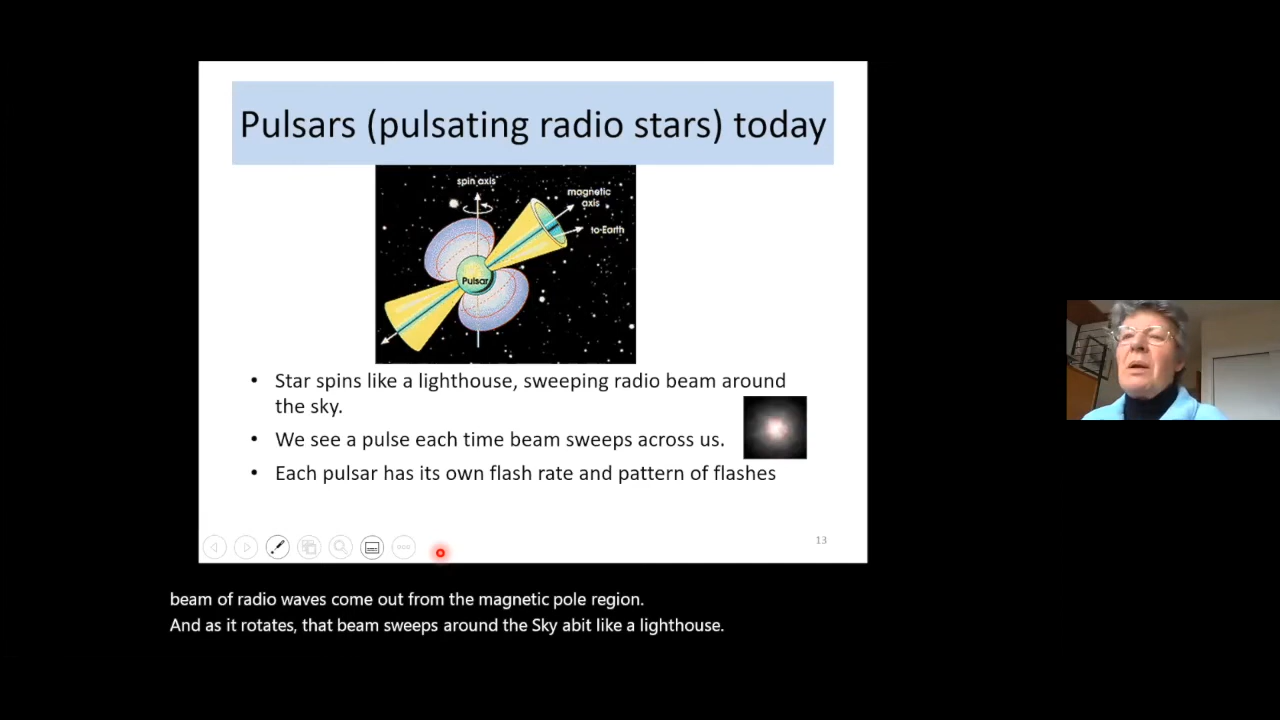 Pulsars (pulsating radio stars) today
spin axis
magnetic
axis
to Earth
Pulsar
• Star spins like a lighthouse, sweeping radio beam around
the sky.
• We see a pulse each time beam sweeps across us.
• Each pulsar has its own flash rate and pattern of flashes
13
beam of radio waves come out from the magnetic pole region.
And as it rotates, that beam sweeps around the Sky abit like a lighthouse.